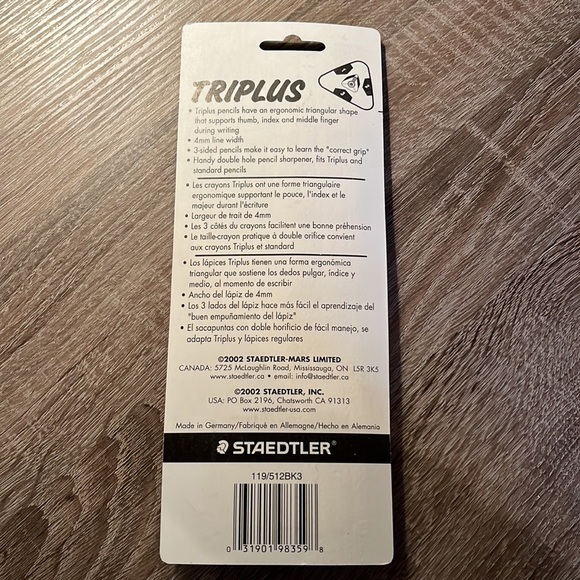 TRIPLUS
• Triplus pencils have an ergonomic triangular shape
that supports thumb, index and middle finger
during writing
• 4mm line width
• 3-sided pencils make it easy to learn the "correct grip"
• Handy double hole pencil sharpener, fits Triplus and
standard pencils
• Les crayons Triplus ont une forme triangulaire
ergonomique supportant le pouce, l'index et le
majeur durant l'écriture
• Largeur de trait de 4mm
• Les 3 côtés du crayons facilitent une bonne préhension
• Le taille-crayon pratique à double orifice convient
aux crayons Triplus et standard
• Los lápices Triplus tienen una forma ergonómica
triangular que sostiene los dedos pulgar, índice y
medio, al momento de escribir
• Ancho del lápiz de 4mm
• Los 3 lados del lápiz hace más fácil el aprendizaje del
"buen empuñamiento del lápiz"
• El sacapuntas con doble horificio de fácil manejo, se
adapta Triplus y lápices regulares
©2002 STAEDTLER-MARS LIMITED
CANADA: 5725 McLaughlin Road, Mississauga, ON L5R 3K5
www.staedtler.ca • email: info@staedtler.ca
©2002 STAEDTLER, INC.
USA: PO Box 2196, Chatsworth CA 91313
www.staedtler-usa.com
Made in Germany/Fabriqué en Allemagne/Hecho en Alemania
STAEDTLER®
119/512BK3
0 31901 98359 8